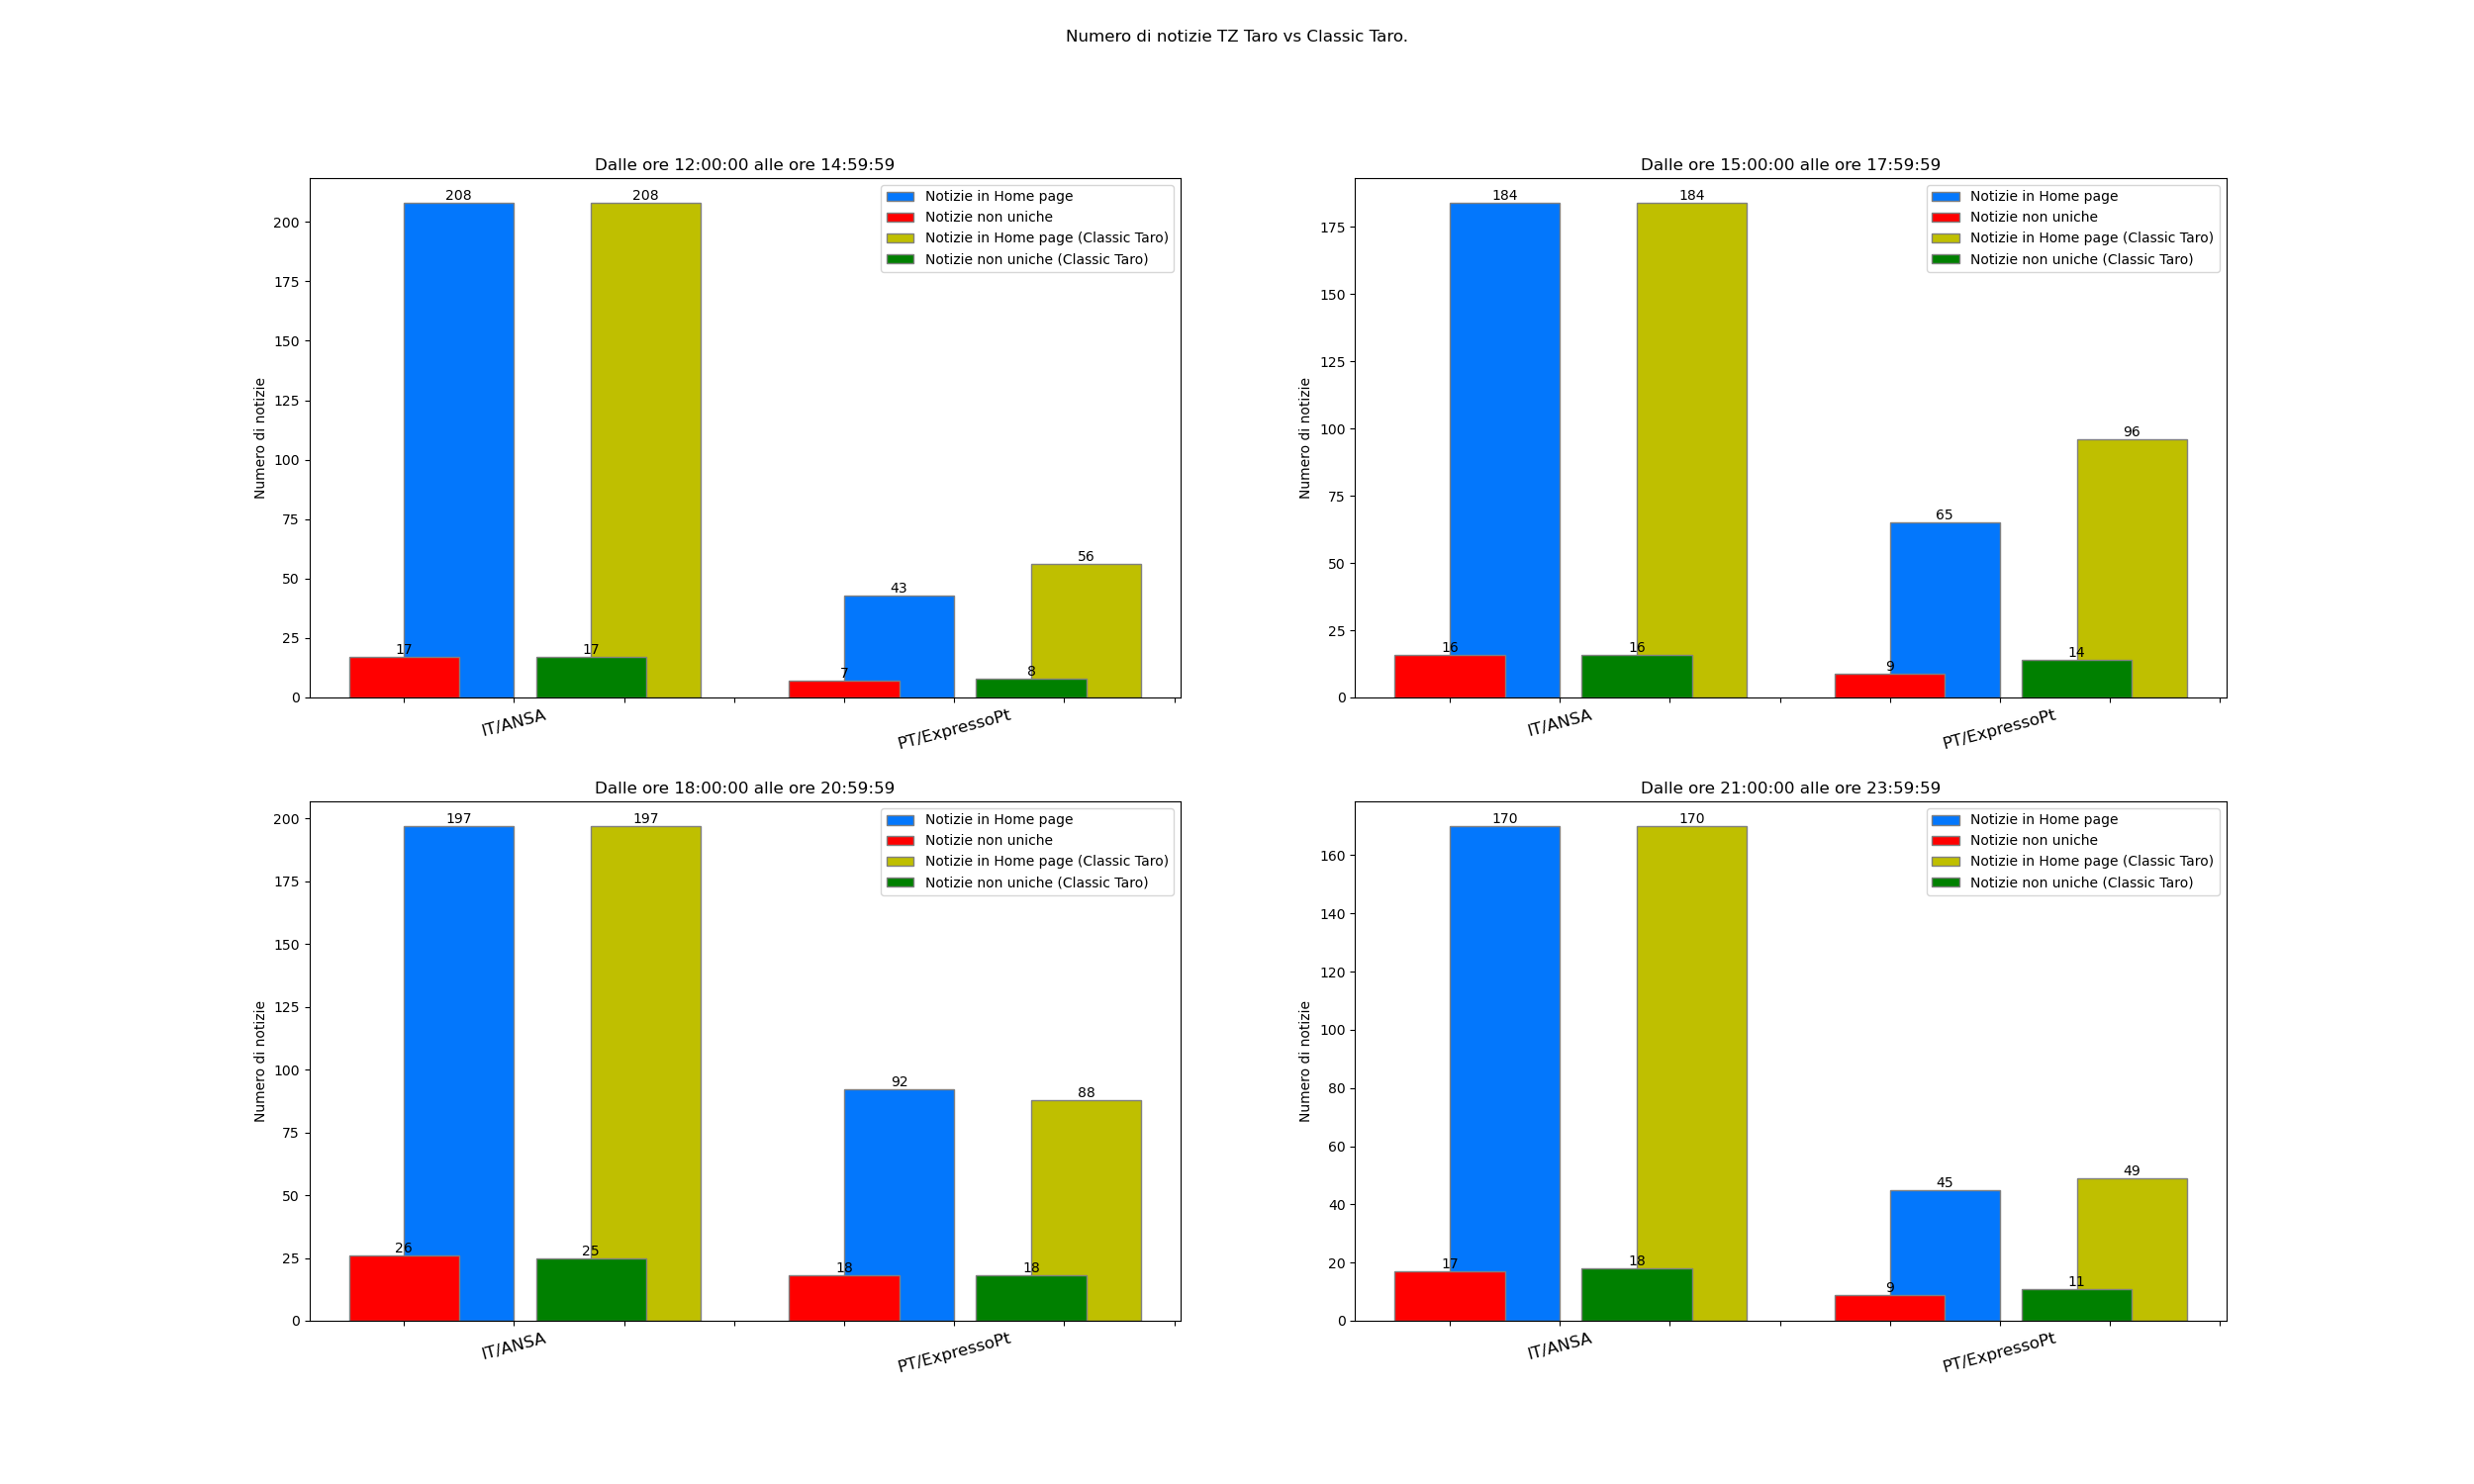 Numero di notizie TZ Taro vs Classic Taro.
Dalle ore 12:00:00 alle ore 14:59:59
Numero di notizie
200
175
150
125
100
75
50
25
0
208
208
17
17
43
56
7
8
Notizie in Home page
Notizie non uniche
Notizie in Home page (Classic Taro)
Notizie non uniche (Classic Taro)
IT/ANSA
PT/ExpressoPt
Dalle ore 15:00:00 alle ore 17:59:59
Numero di notizie
175
150
125
100
75
50
25
0
184
184
16
16
65
96
9
14
Notizie in Home page
Notizie non uniche
Notizie in Home page (Classic Taro)
Notizie non uniche (Classic Taro)
IT/ANSA
PT/ExpressoPt
Dalle ore 18:00:00 alle ore 20:59:59
Numero di notizie
200
175
150
125
100
75
50
25
0
197
197
26
25
92
88
18
18
Notizie in Home page
Notizie non uniche
Notizie in Home page (Classic Taro)
Notizie non uniche (Classic Taro)
IT/ANSA
PT/ExpressoPt
Dalle ore 21:00:00 alle ore 23:59:59
Numero di notizie
160
140
120
100
80
60
40
20
0
170
170
17
18
45
49
9
11
Notizie in Home page
Notizie non uniche
Notizie in Home page (Classic Taro)
Notizie non uniche (Classic Taro)
IT/ANSA
PT/ExpressoPt